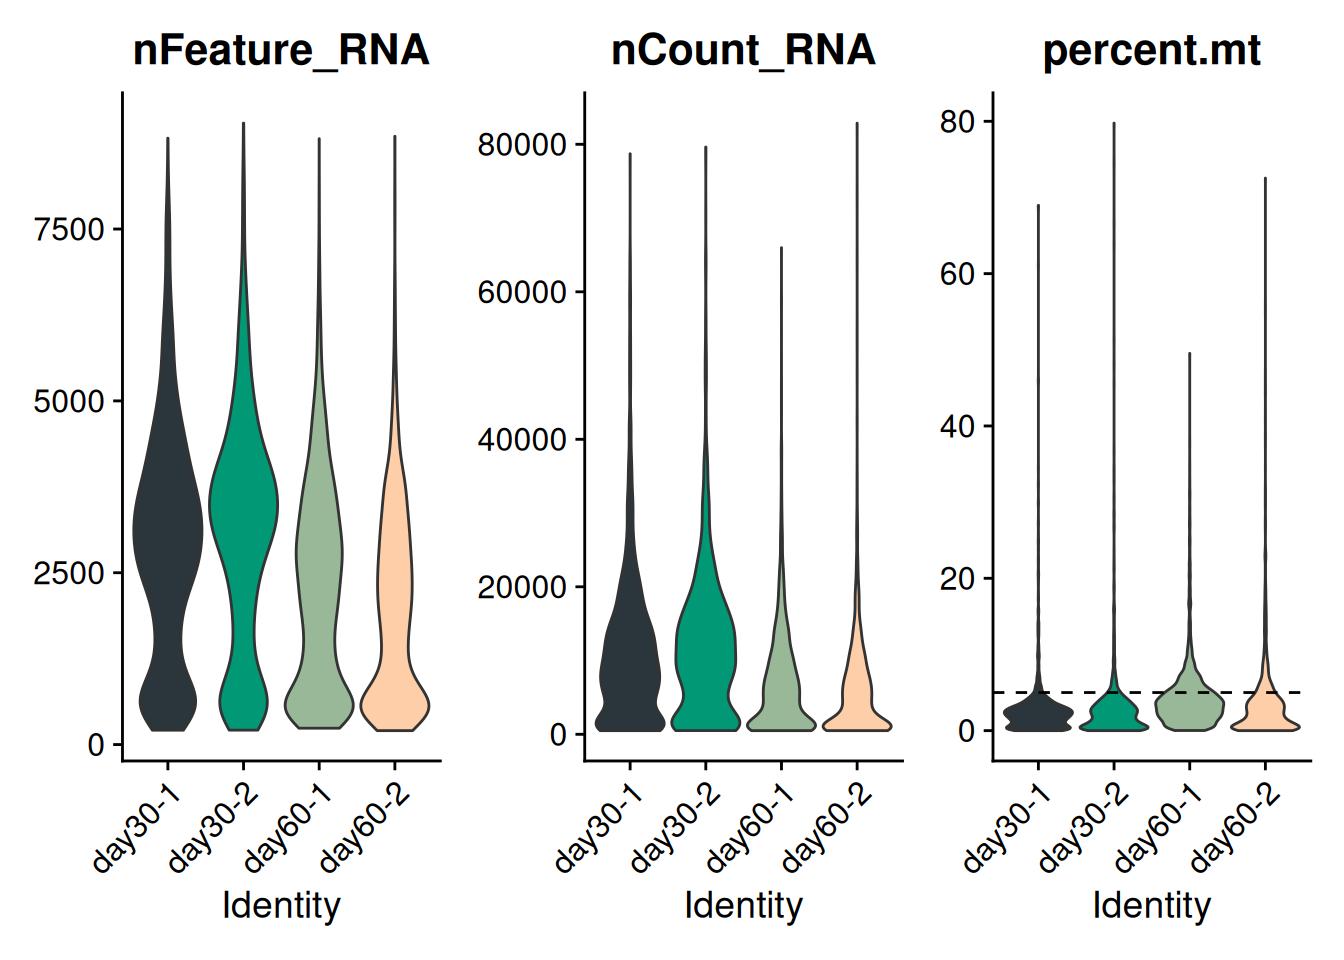 nFeature_RNA
7500
5000
2500
0
day30-1
day30-2
day60-1
day60-2
Identity
nCount_RNA
80000
60000
40000
20000
0
day30-1
day30-2
day60-1
day60-2
Identity
percent.mt
80
60
40
20
0
day30-1
day30-2
day60-1
day60-2
Identity